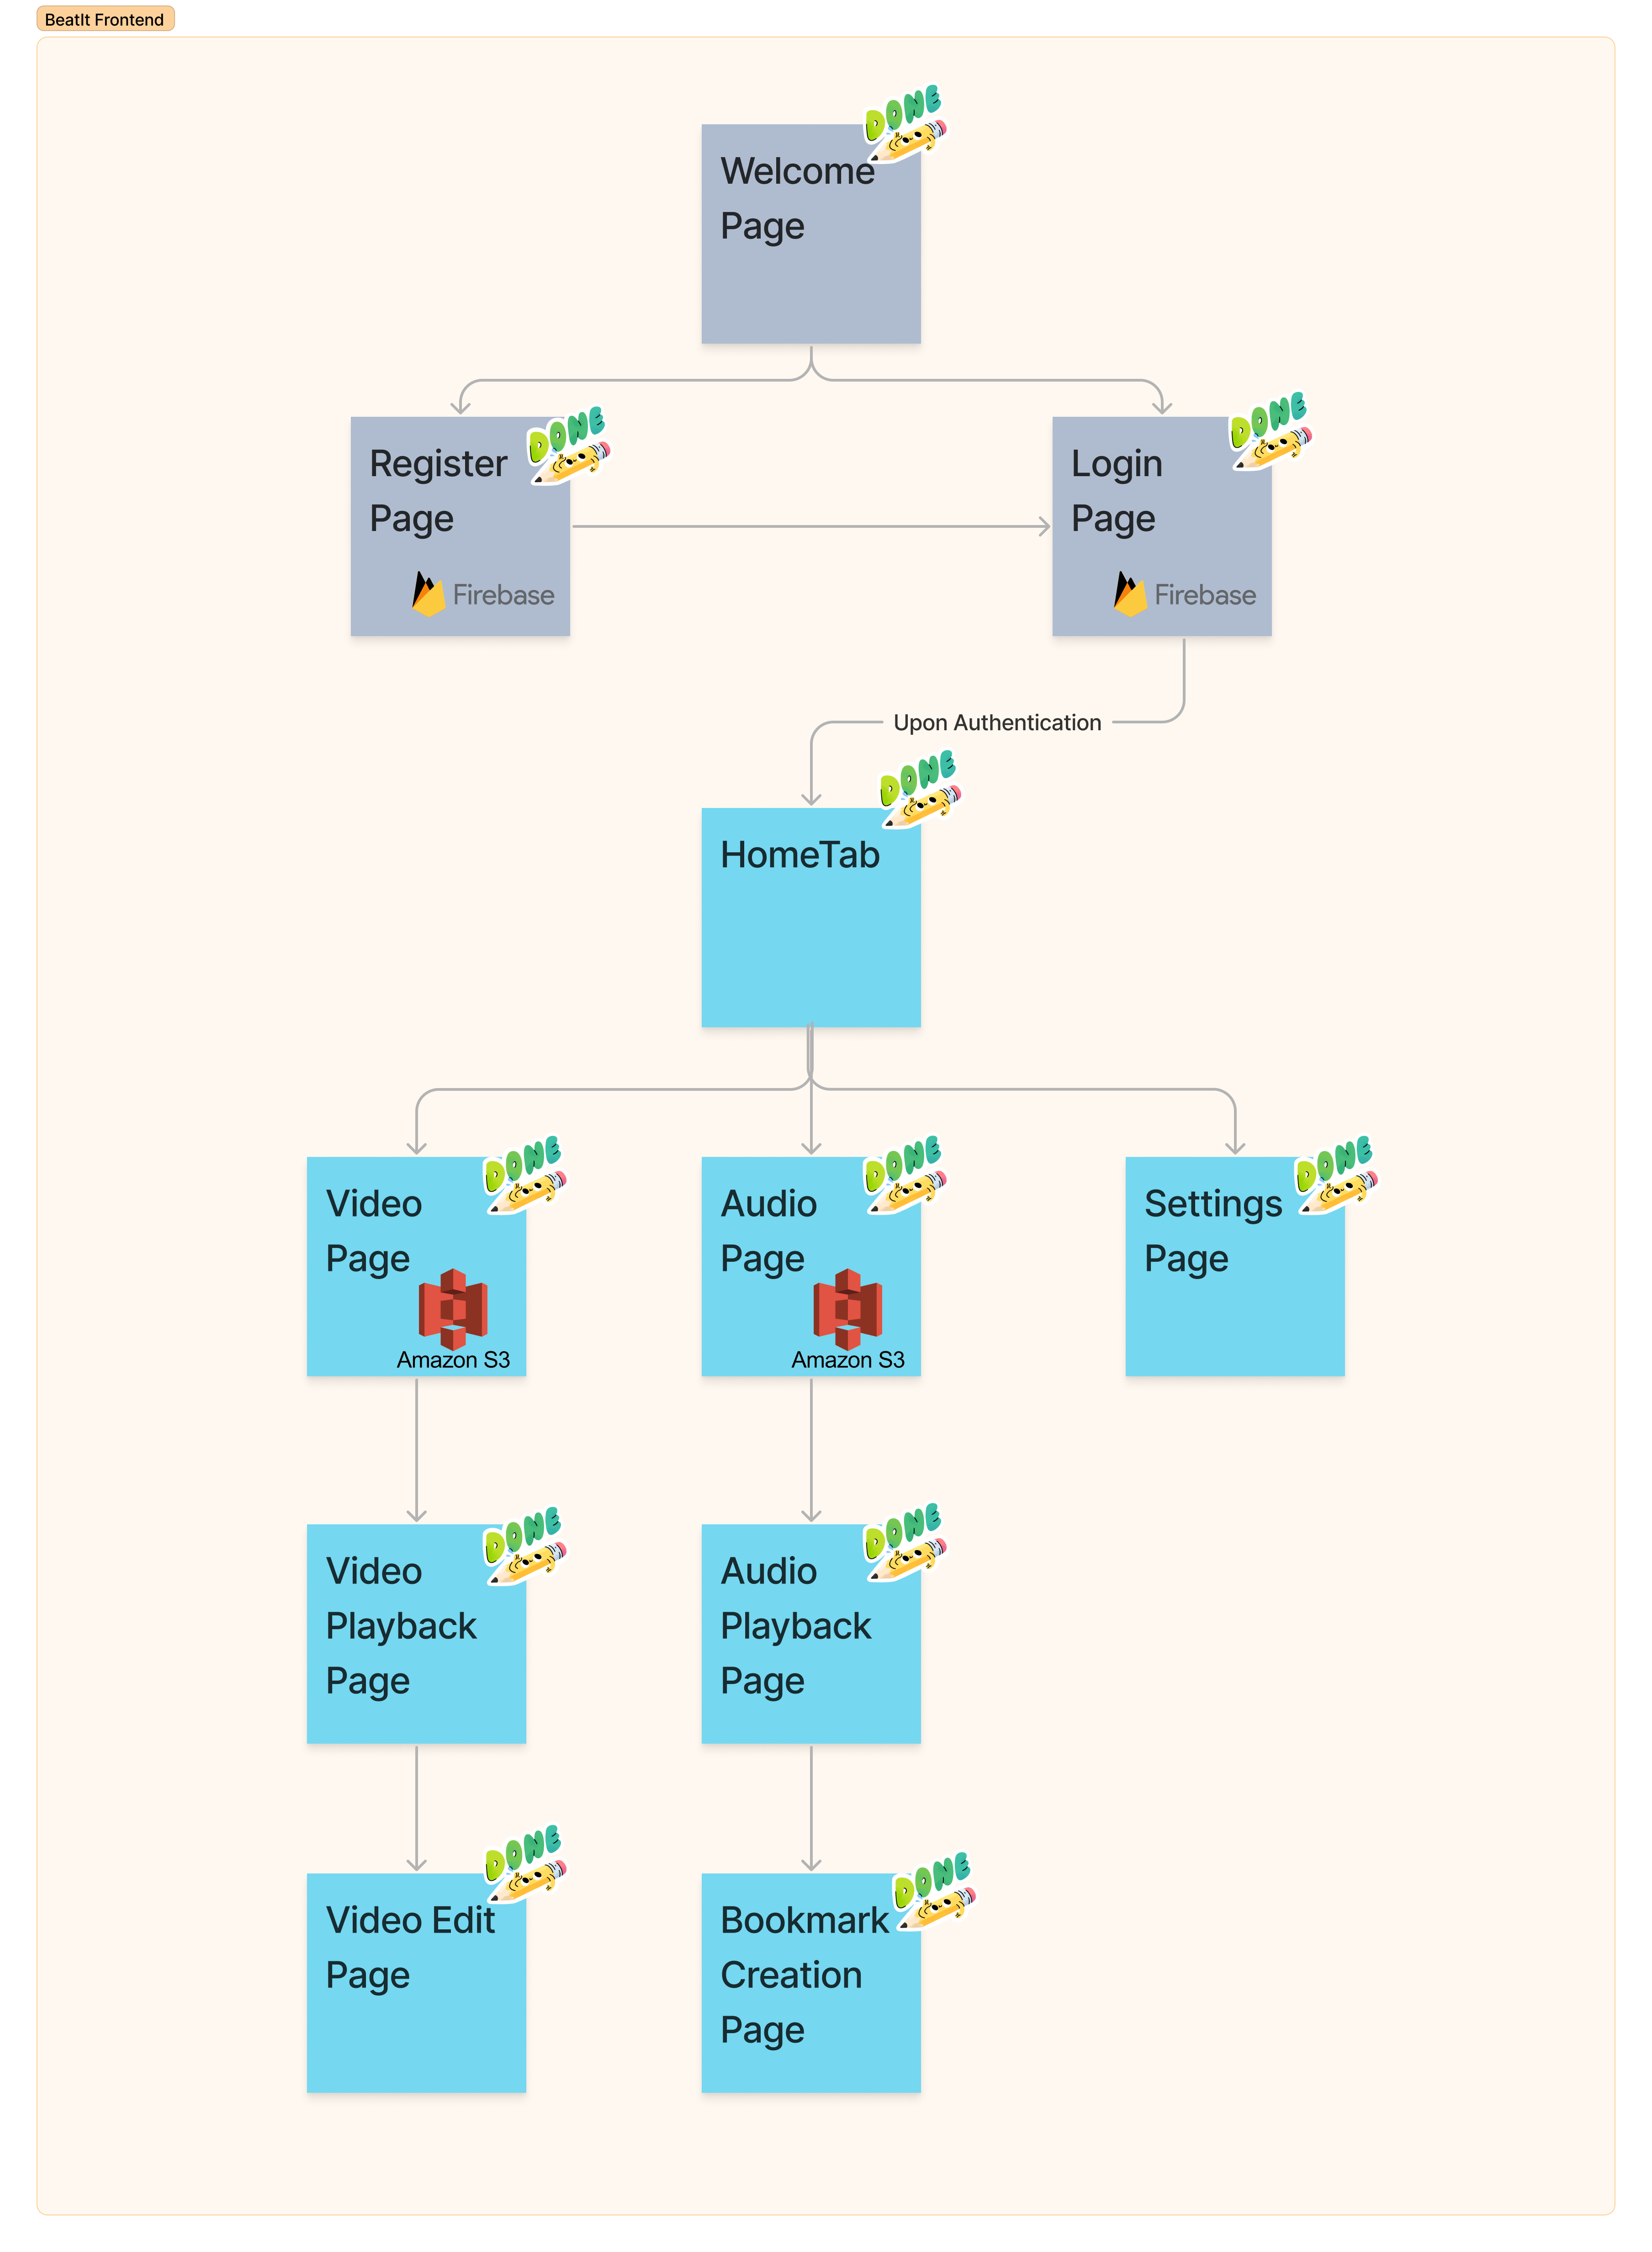 BeatIt Frontend
DONE
Welcome
Page
DONE
Register
Page
Firebase
DONE
Login
Page
Firebase
Upon Authentication
DONE
HomeTab
DONE
Video
Page
Amazon S3
DONE
Audio
Page
Amazon S3
DONE
Settings
Page
DONE
Video
Playback
Page
DONE
Audio
Playback
Page
DONE
Video Edit
Page
DONE
Bookmark
Creation
Page